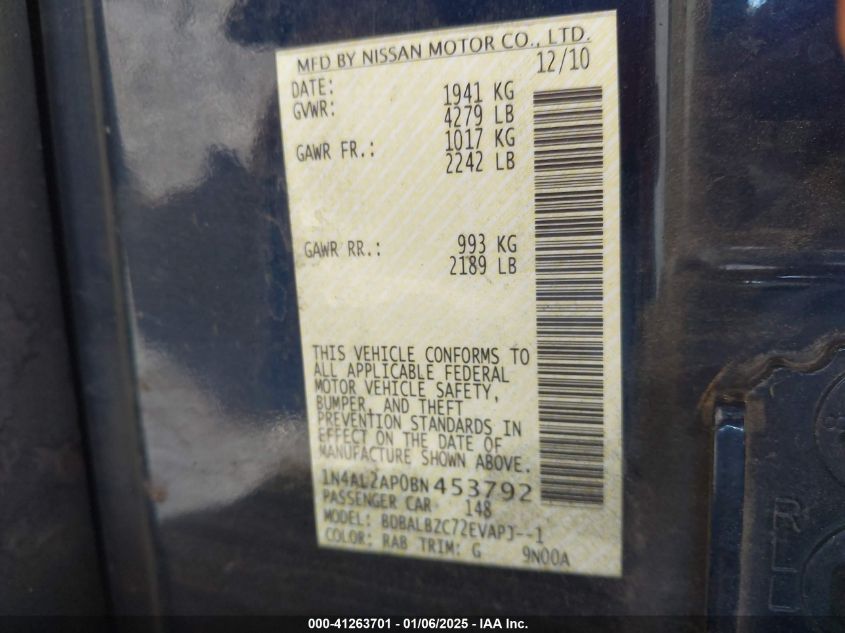 MFD BY NISSAN MOTOR CO., LTD.
DATE: 12/10
GVWR: 1941 KG
4279 LB
GAWR FR.: 1017 KG
2242 LB
GAWR RR.: 993 KG
2189 LB
THIS VEHICLE CONFORMS TO
ALL APPLICABLE FEDERAL
MOTOR VEHICLE SAFETY,
BUMPER, AND THEFT
PREVENTION STANDARDS IN
EFFECT ON THE DATE OF
MANUFACTURE SHOWN ABOVE.
1N4AL2AP0BN453792
PASSENGER CAR 148
MODEL: BDBALBZC72EVAPJ--1
COLOR: RAB TRIM: G 9N00A
000-41263701 - 01/06/2025 - IAA Inc.